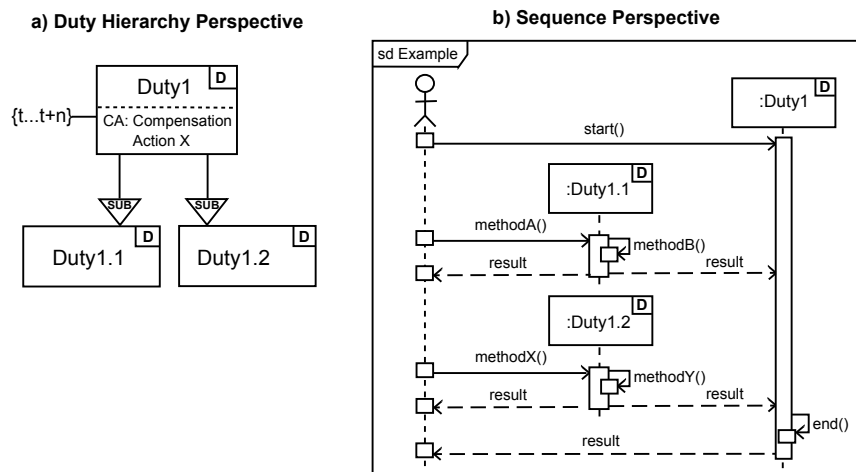 a) Duty Hierarchy Perspective
D
Duty1
{t...t+n}
CA: Compensation
Action X
SUB
SUB
D
Duty1.1
D
Duty1.2
b) Sequence Perspective
sd Example
D
:Duty1
start()
D
:Duty1.1
methodA()
methodB()
result
result
D
:Duty1.2
methodX()
methodY()
result
result
end()
result